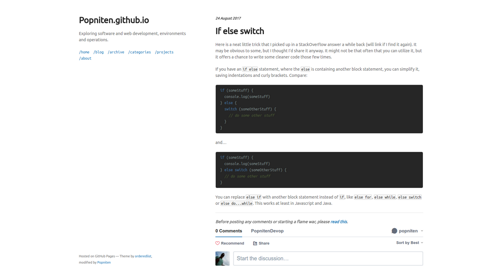 Popniten.github.io
Exploring software and web development, environments
and operations.
/home /blog /archive /categories /projects
/about
24 August 2017
If else switch
Here is a neat little trick that I picked up in a StackOverflow answer a while back (will link if I find it again). It
may be obvious to some, but I thought I'd share it anyway. It might not be that often that you can utilize it, but
it offers a chance to write some cleaner code those few times.
If you have an if else statement, where the else is containing another block statement, you can simplify it,
saving indentations and curly brackets. Compare:
if (someStuff) {
console.log(someStuff)
} else {
switch (someOtherStuff) {
// do some other stuff
}
}
and...
if (someStuff) {
console.log(someStuff)
} else switch (someOtherStuff) {
// do some other stuff
}
You can replace else if with another block statement instead of if, like else for, else while, else switch
or else do...while. This works at least in Javascript and Java.
Before posting any comments or starting a flame war, please read this.
0 Comments PopnitenDevop popniten
Recommend Share Sort by Best
Start the discussion...
Hosted on GitHub Pages — Theme by
modified by Popniten